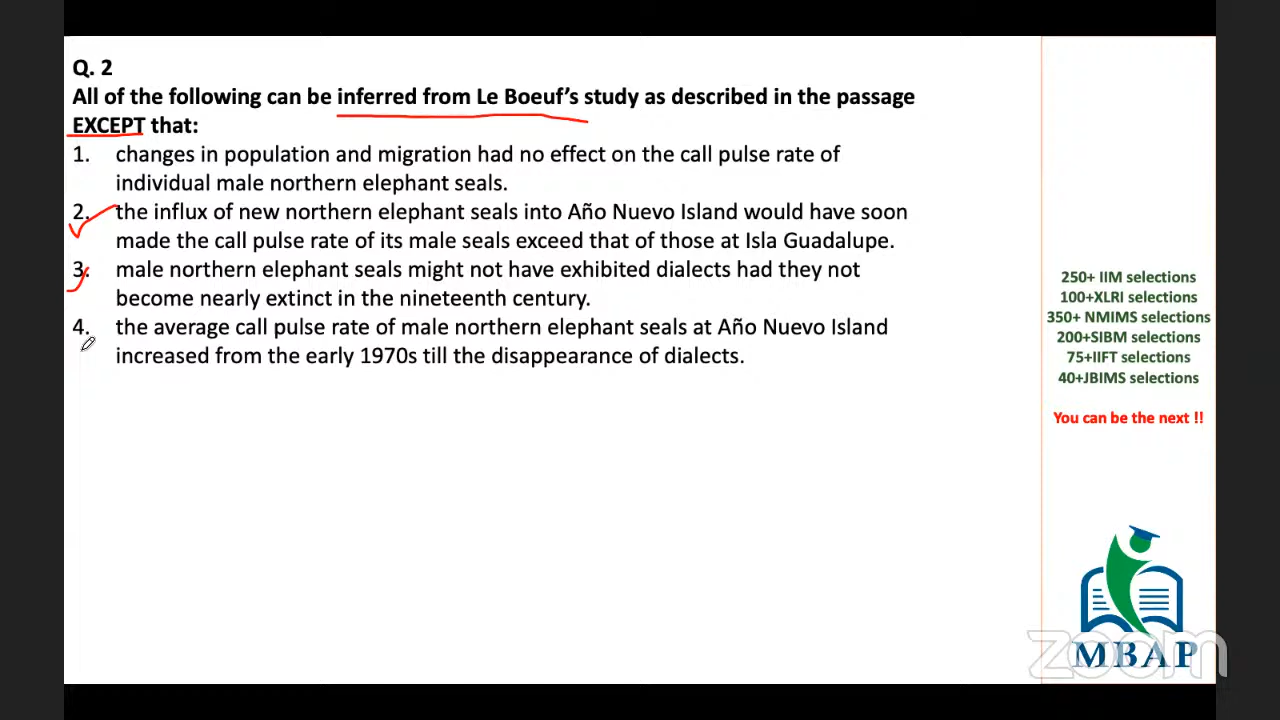 Q. 2
All of the following can be inferred from Le Boeuf's study as described in the passage
EXCEPT that:
1. changes in population and migration had no effect on the call pulse rate of
individual male northern elephant seals.
2. the influx of new northern elephant seals into Año Nuevo Island would have soon
made the call pulse rate of its male seals exceed that of those at Isla Guadalupe.
3. male northern elephant seals might not have exhibited dialects had they not
become nearly extinct in the nineteenth century.
4. the average call pulse rate of male northern elephant seals at Año Nuevo Island
increased from the early 1970s till the disappearance of dialects.
250+ IIM selections
100+XLRI selections
350+ NMIMS selections
200+SIBM selections
75+IIFT selections
40+JBIMS selections
You can be the next !!
zoom
MBAP